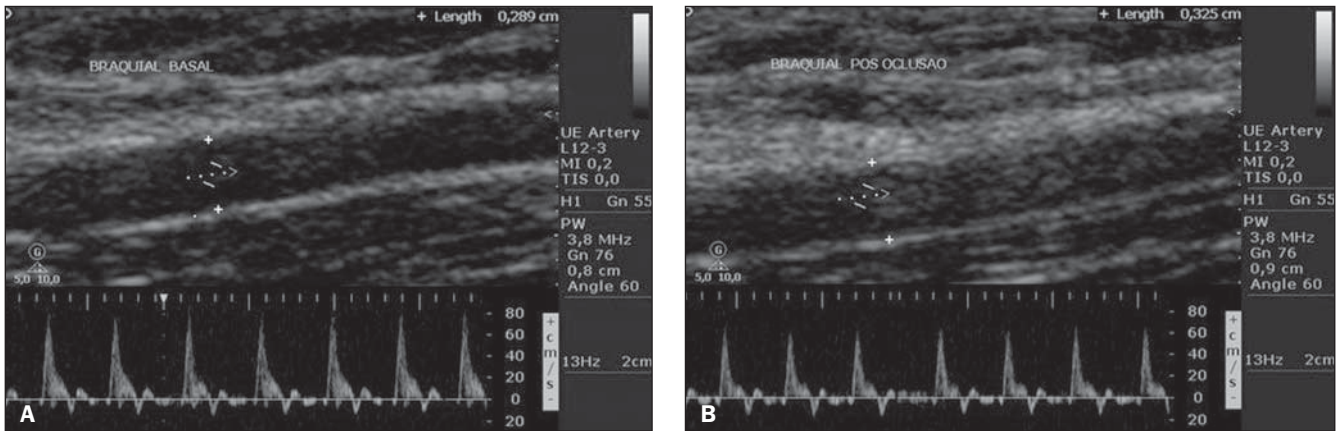 + Length 0,289 cm
BRAQUIAL BASAL
UE Artery
L12-3
MI 0,2
TIS 0,0
H1 Gn 55
PW
3,8 MHz
Gn 76
0,8 cm
Angle 60
G
5,0 10,0
80
60
40
20
0
20
+
c
m
/
s
-
13Hz 2cm
A
+ Length 0,325 cm
BRAQUIAL POS OCLUSAO
UE Artery
L12-3
MI 0,2
TIS 0,0
H1 Gn 55
PW
3,8 MHz
Gn 76
0,9 cm
Angle 60
G
5,0 10,0
80
60
40
20
0
20
+
c
m
/
s
-
13Hz 2cm
B